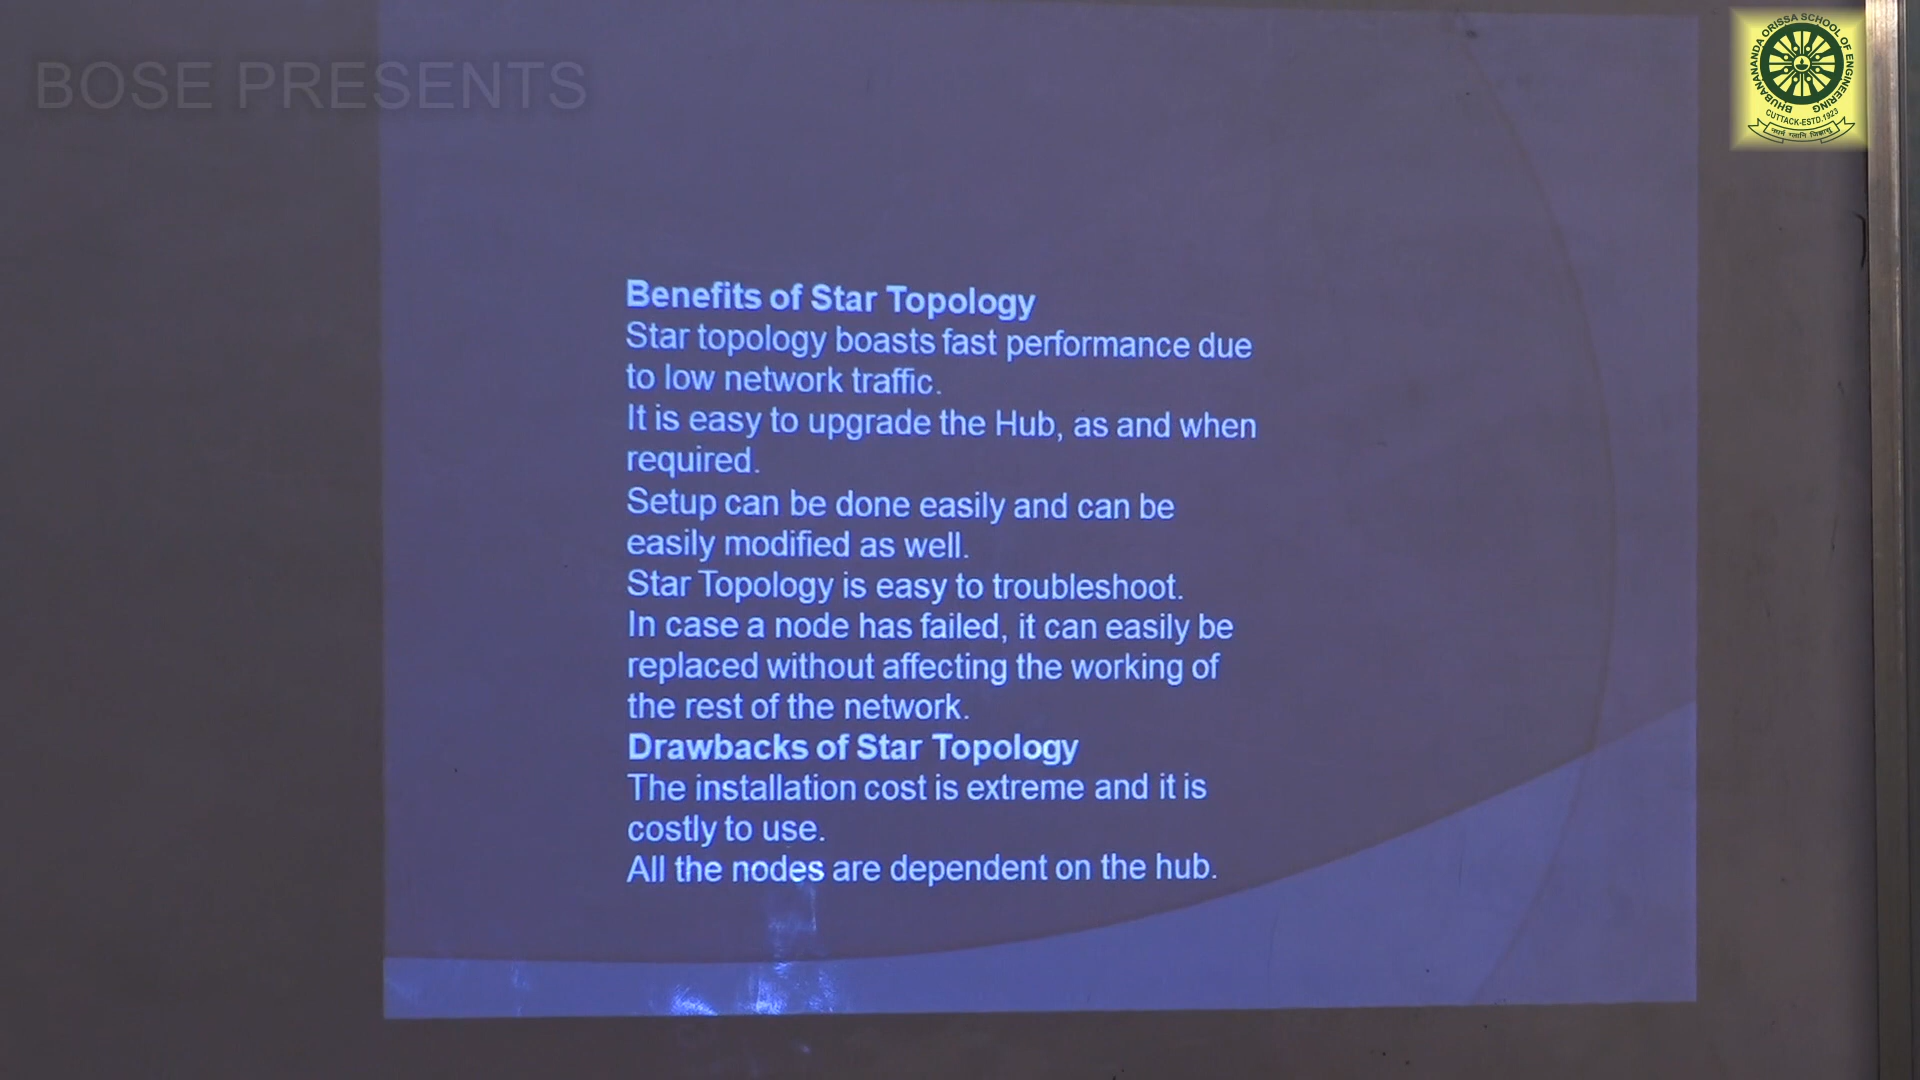 BOSE PRESENTS
BHUBANANANDA ORISSA SCHOOL OF ENGINEERING
CUTTACK-ESTD.1923
Benefits of Star Topology
Star topology boasts fast performance due
to low network traffic.
It is easy to upgrade the Hub, as and when
required.
Setup can be done easily and can be
easily modified as well.
Star Topology is easy to troubleshoot.
In case a node has failed, it can easily be
replaced without affecting the working of
the rest of the network.
Drawbacks of Star Topology
The installation cost is extreme and it is
costly to use.
All the nodes are dependent on the hub.